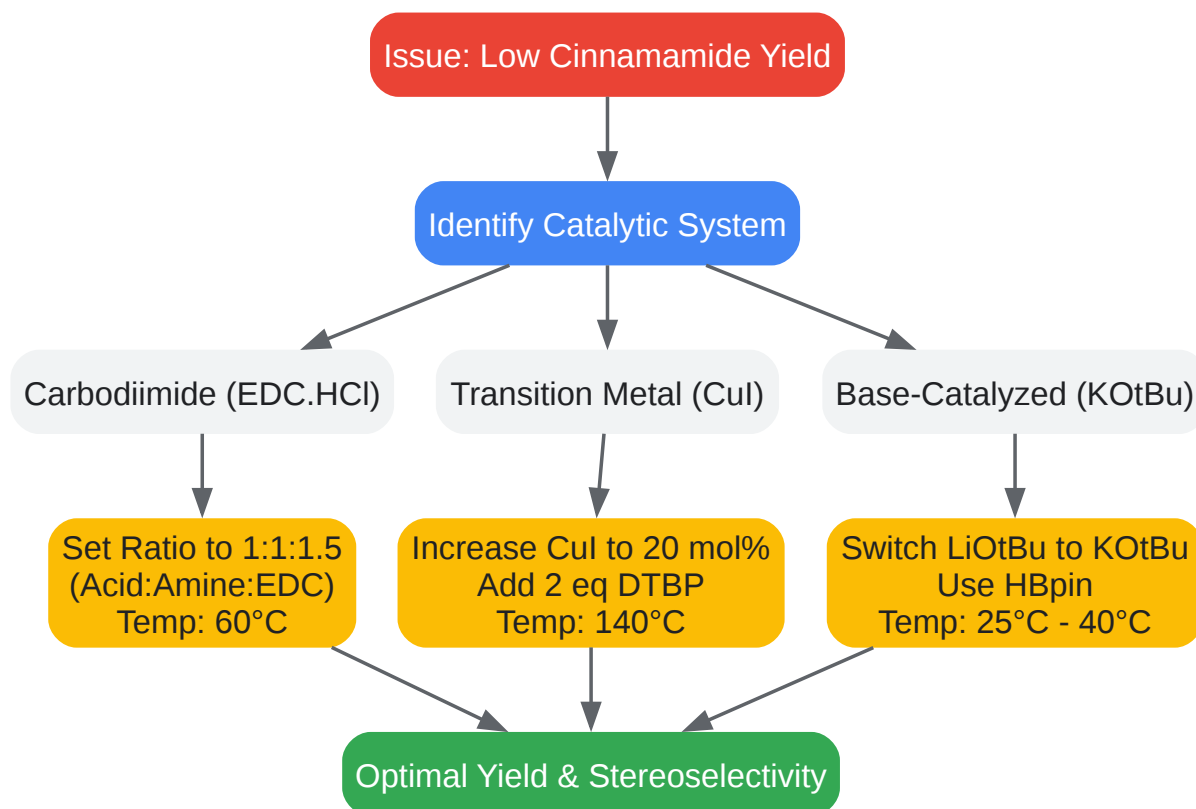 Issue: Low Cinnamamide Yield
Identify Catalytic System
Carbodiimide (EDC.HCl)
Transition Metal (CuI)
Base-Catalyzed (KOtBu)
Set Ratio to 1:1:1.5
(Acid:Amine:EDC)
Temp: 60°C
Increase CuI to 20 mol%
Add 2 eq DTBP
Temp: 140°C
Switch LiOtBu to KOtBu
Use HBpin
Temp: 25°C - 40°C
Optimal Yield & Stereoselectivity